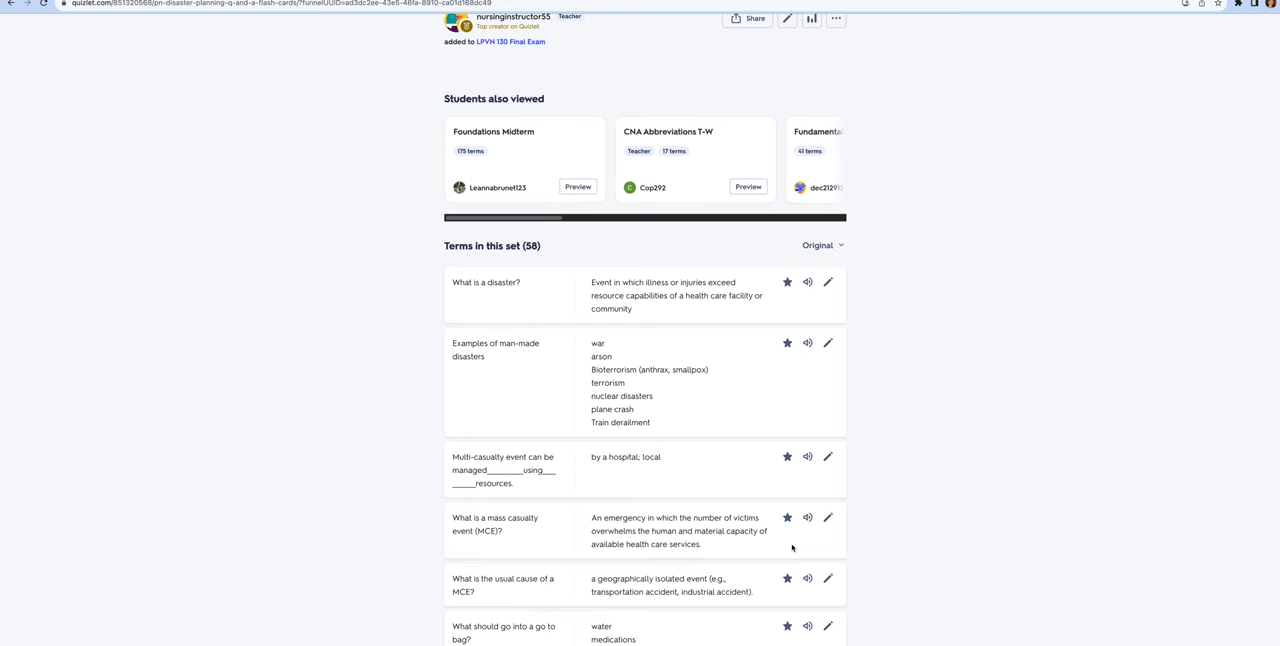 quizlet.com/851320568/pn-disaster-planning-q-and-a-flash-cards/?funnelUUID=ad3dc2ee-43e5-46fa-8910-ca01d168dc49
nursinginstructor55 Teacher
Top creator on Quizlet
Share
added to LPVN 130 Final Exam
Students also viewed
Foundations Midterm
175 terms
Leannabrunet123
Preview
CNA Abbreviations T-W
Teacher 17 terms
C Cop292
Preview
Fundamenta
41 terms
dec212912
Terms in this set (58)
Original
What is a disaster?
Event in which illness or injuries exceed
resource capabilities of a health care facility or
community
Examples of man-made
disasters
war
arson
Bioterrorism (anthrax, smallpox)
terrorism
nuclear disasters
plane crash
Train derailment
Multi-casualty event can be
managed_________using___
______resources.
by a hospital; local
What is a mass casualty
event (MCE)?
An emergency in which the number of victims
overwhelms the human and material capacity of
available health care services.
What is the usual cause of a
MCE?
a geographically isolated event (e.g.,
transportation accident, industrial accident).
What should go into a go to
bag?
water
medications